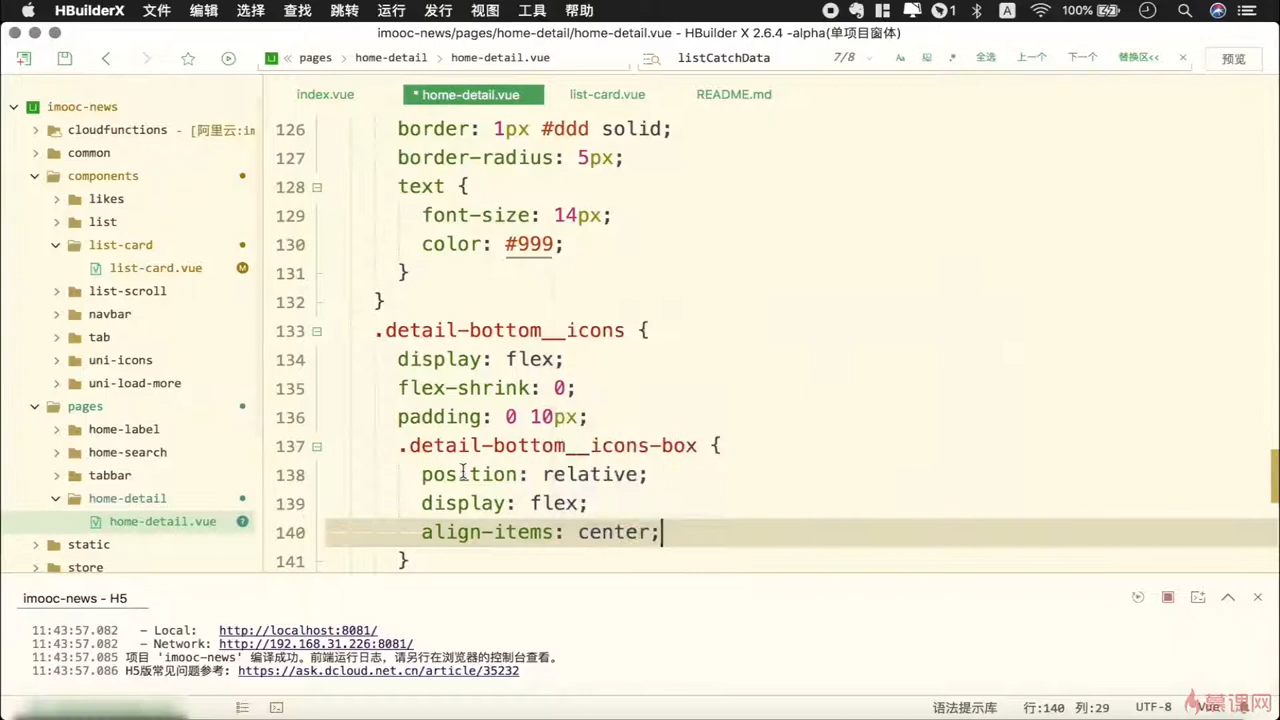 HBuilderX 文件 编辑 选择 查找 跳转 运行 发行 视图 工具 帮助 1 A 100%
imooc-news/pages/home-detail/home-detail.vue - HBuilder X 2.6.4 -alpha(单项目窗体)
U « pages › home-detail › home-detail.vue listCatchData 7/8 Aa .* 全选 上一个 下一个 替换区<< × 预览
index.vue * home-detail.vue list-card.vue README.md
imooc-news
cloudfunctions - [阿里云:im
common
components
likes
list
list-card
list-card.vue M
list-scroll
navbar
tab
uni-icons
uni-load-more
pages
home-label
home-search
tabbar
home-detail
home-detail.vue ?
static
store
126 border: 1px #ddd solid;
127 border-radius: 5px;
128 text {
129 font-size: 14px;
130 color: #999;
131 }
132 }
133 .detail-bottom__icons {
134 display: flex;
135 flex-shrink: 0;
136 padding: 0 10px;
137 .detail-bottom__icons-box {
138 position: relative;
139 display: flex;
140 align-items: center;
141 }
imooc-news - H5
11:43:57.082 - Local: http://localhost:8081/
11:43:57.082 - Network: http://192.168.31.226:8081/
11:43:57.085 项目 'imooc-news' 编译成功。前端运行日志，请另行在浏览器的控制台查看。
11:43:57.086 H5版常见问题参考: https://ask.dcloud.net.cn/article/35232
语法提示库 行:140 列:29 UTF-8 Vue
慕课网